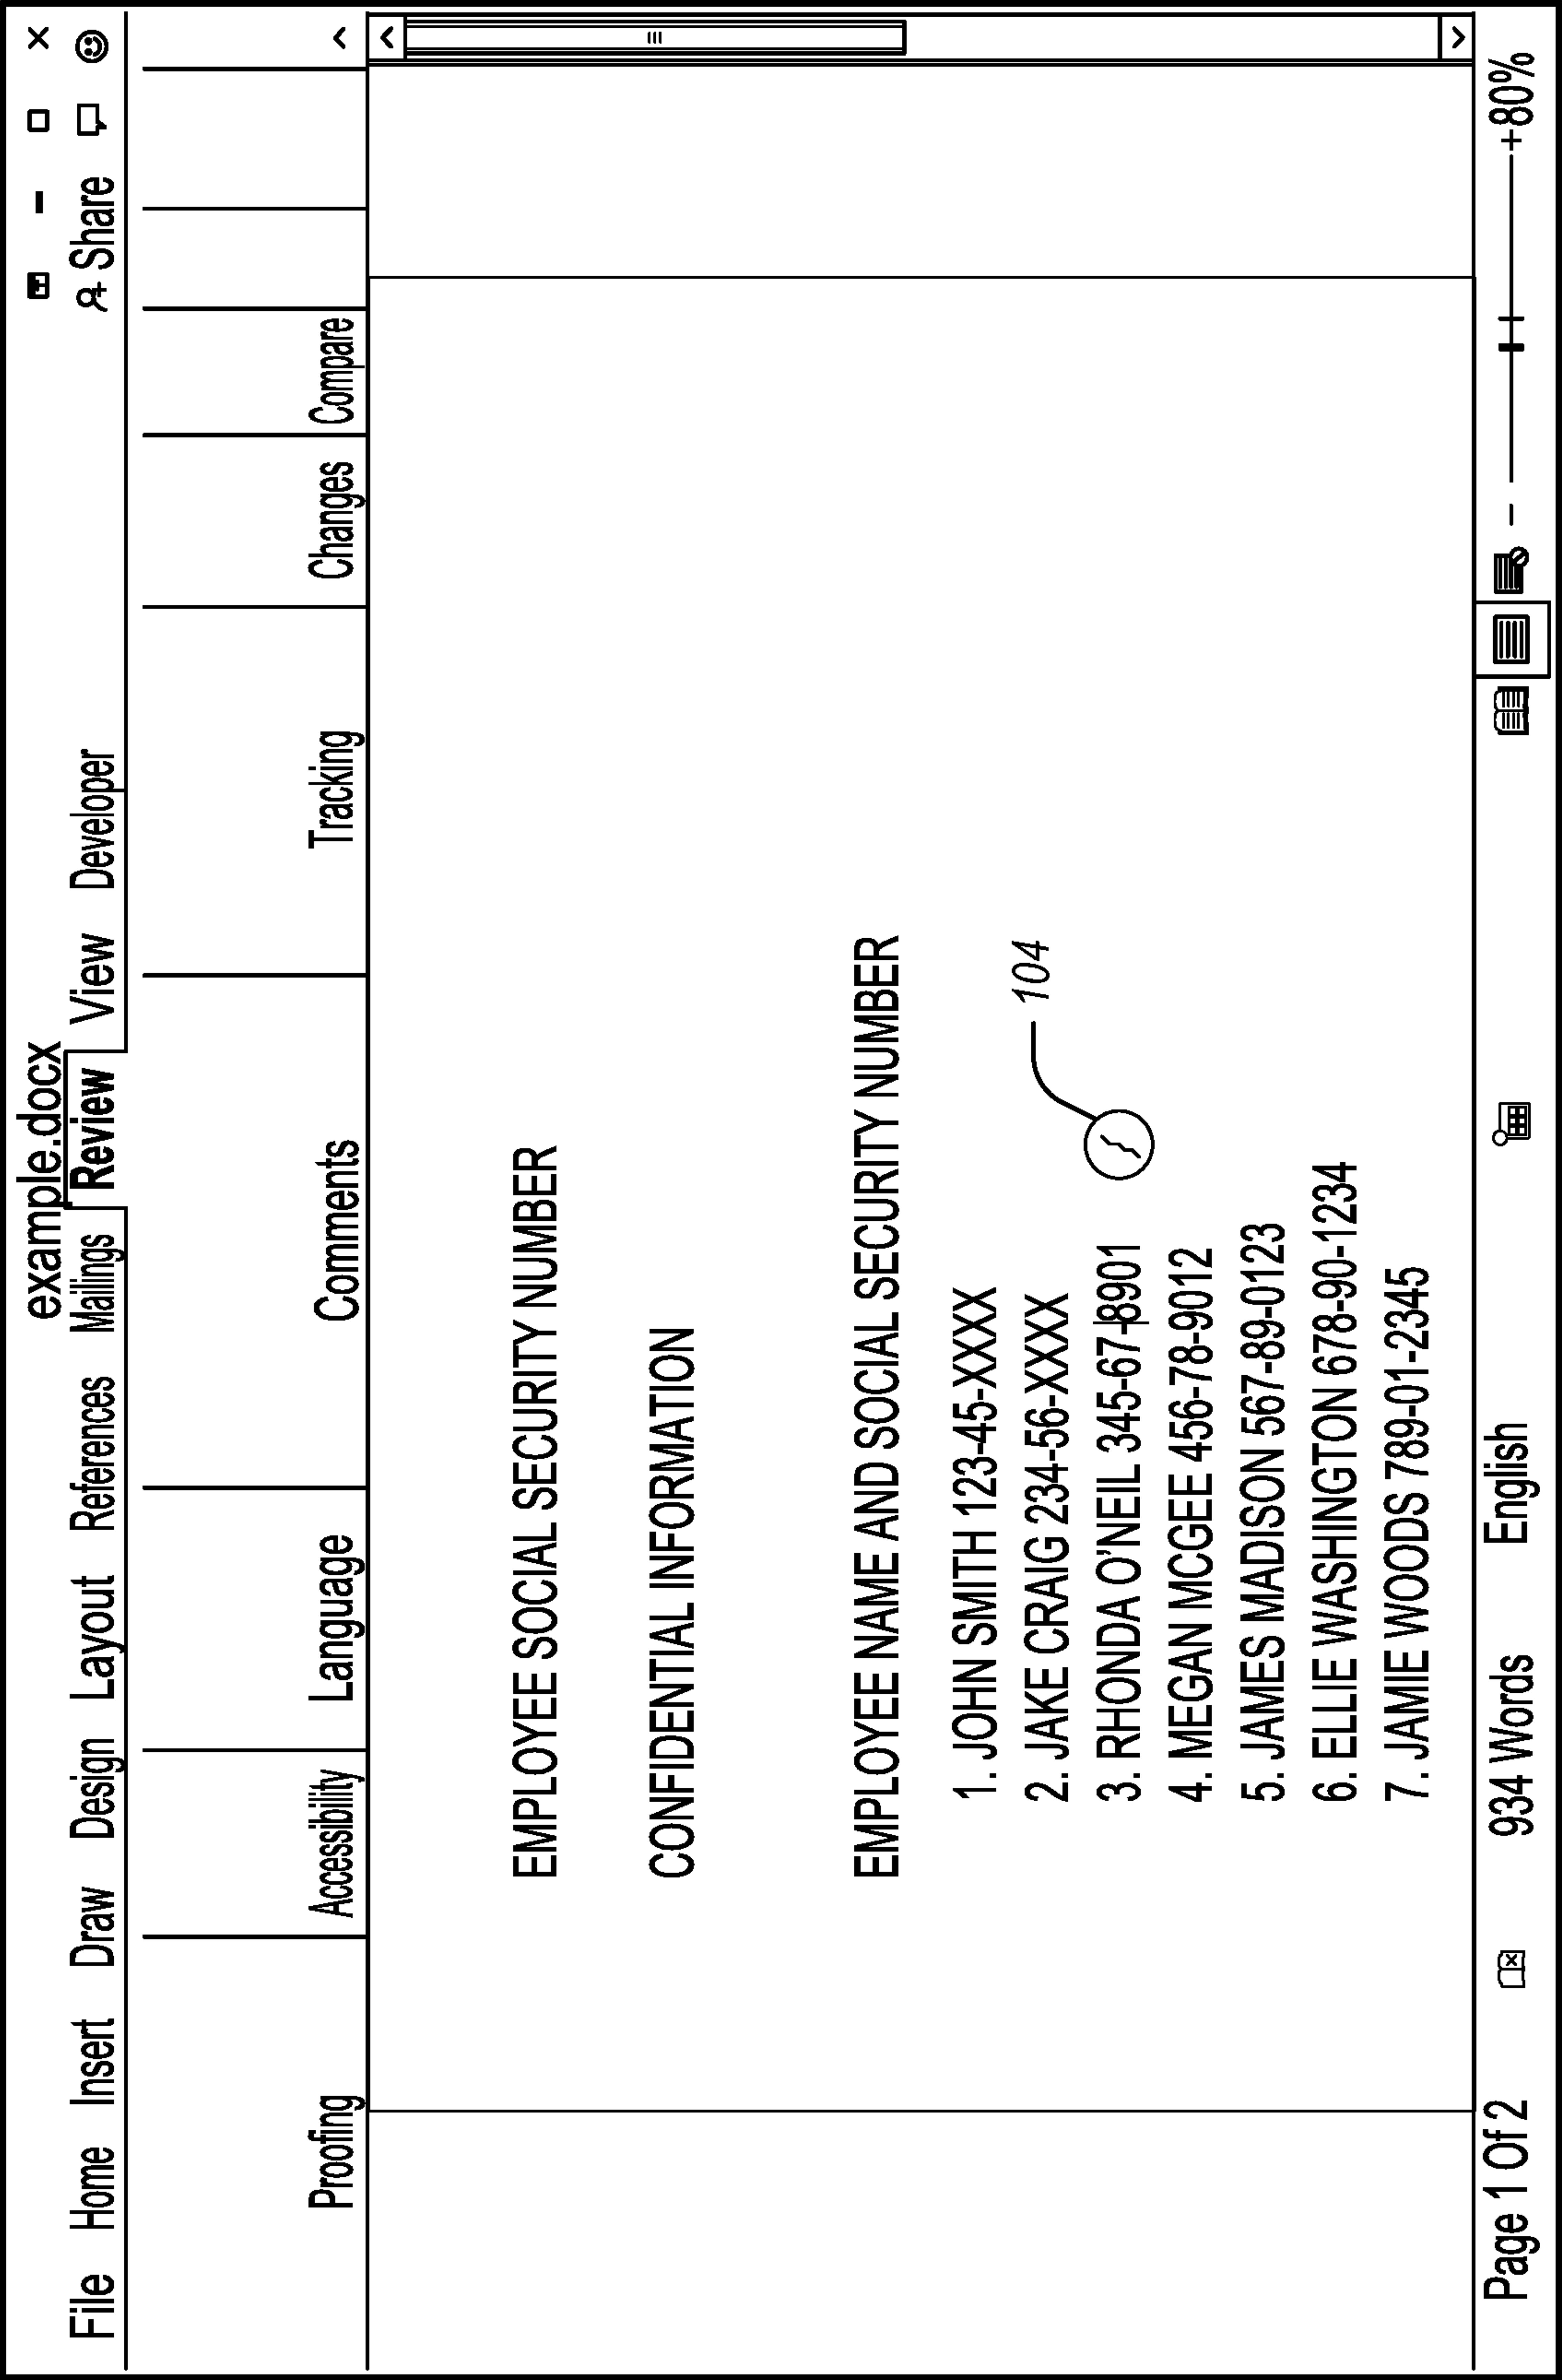 example.docx
File Home Insert Draw Design Layout References Mailings Review View Developer Share
Proofing Accessibility Language Comments Tracking Changes Compare
EMPLOYEE SOCIAL SECURITY NUMBER
CONFIDENTIAL INFORMATION
EMPLOYEE NAME AND SOCIAL SECURITY NUMBER
1. JOHN SMITH 123-45-XXXX
2. JAKE CRAIG 234-56-XXXX
104
3. RHONDA O'NEIL 345-67-8901
4. MEGAN MCGEE 456-78-9012
5. JAMES MADISON 567-89-0123
6. ELLIE WASHINGTON 678-90-1234
7. JAMIE WOODS 789-01-2345
Page 1 Of 2 934 Words English - +80%